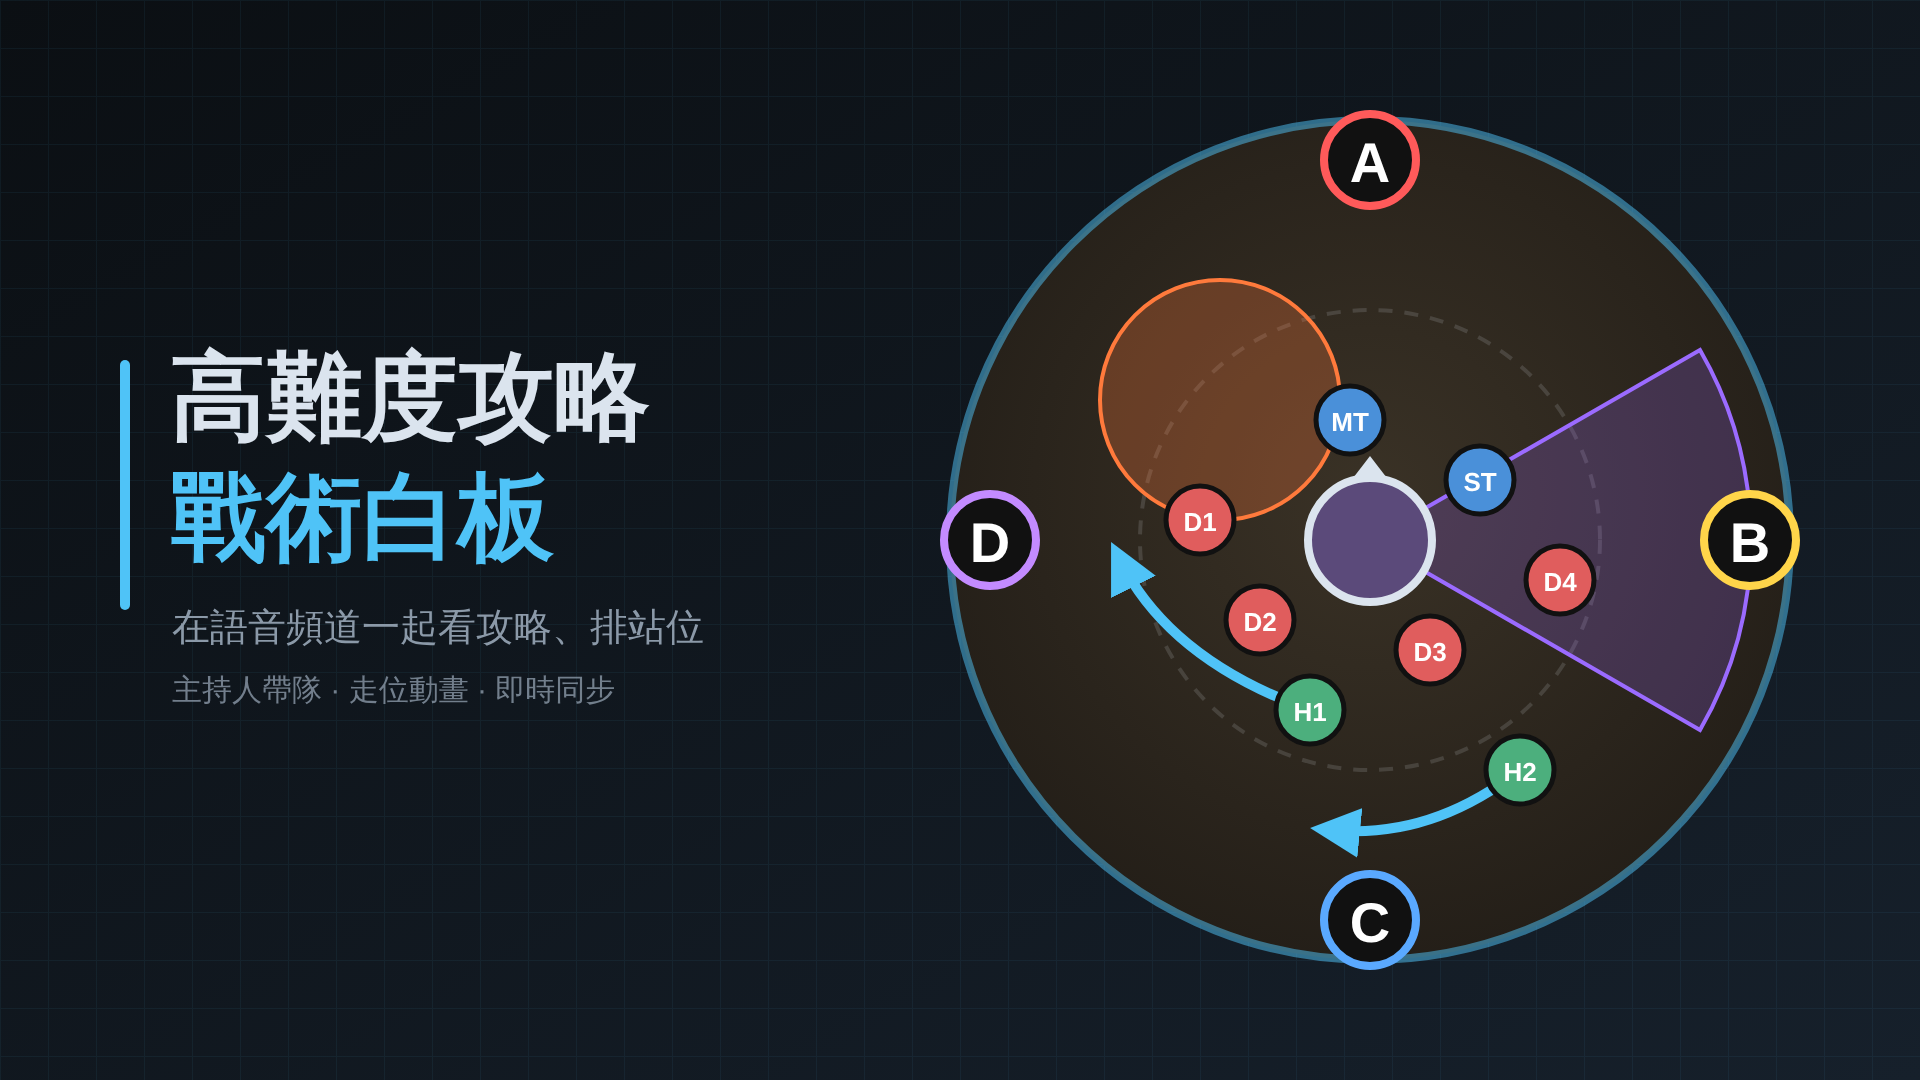 高難度攻略
戰術白板
在語音頻道一起看攻略、排站位
主持人帶隊 · 走位動畫 · 即時同步
A
MT
ST
D1
D
B
D4
D2
D3
H1
H2
C